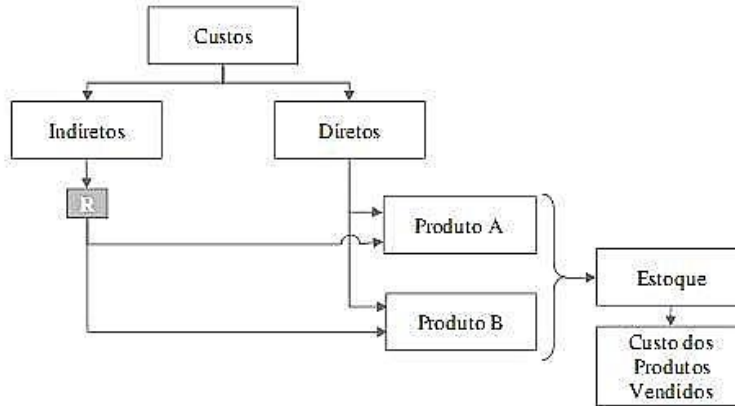 Custos
Indiretos
Diretos
R
Produto A
Estoque
Produto B
Custo dos
Produtos
Vendidos